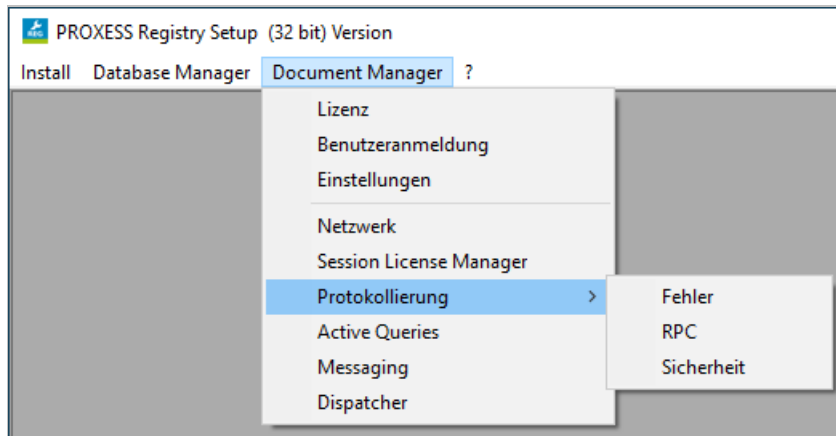 REG PROXESS Registry Setup (32 bit) Version
Install Database Manager Document Manager ?
Lizenz
Benutzeranmeldung
Einstellungen
Netzwerk
Session License Manager
Protokollierung > Fehler
Active Queries RPC
Messaging Sicherheit
Dispatcher